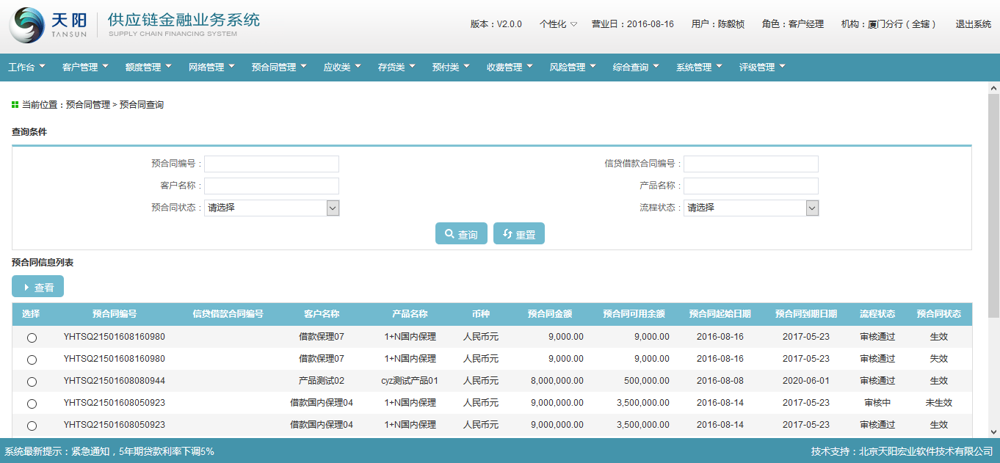 天阳 TANSUN 供应链金融业务系统 SUPPLY CHAIN FINANCING SYSTEM
版本：V2.0.0 个性化 营业日：2016-08-16 用户：陈毅桢 角色：客户经理 机构：厦门分行（全辖） 退出系统
工作台 客户管理 额度管理 网络管理 预合同管理 应收类 存货类 预付类 收费管理 风险管理 综合查询 系统管理 评级管理
当前位置：预合同管理 > 预合同查询
查询条件
预合同编号： 信贷借款合同编号：
客户名称： 产品名称：
预合同状态： 请选择 流程状态： 请选择
查询 重置
预合同信息列表
查看
选择 预合同编号 信贷借款合同编号 客户名称 产品名称 币种 预合同金额 预合同可用余额 预合同起始日期 预合同到期日期 流程状态 预合同状态
YHTSQ21501608160980 借款保理07 1+N国内保理 人民币元 9,000.00 9,000.00 2016-08-16 2017-05-23 审核通过 生效
YHTSQ21501608160980 借款保理07 1+N国内保理 人民币元 9,000.00 9,000.00 2016-08-16 2017-05-23 审核通过 失效
YHTSQ21501608080944 产品测试02 cyz测试产品01 人民币元 8,000,000.00 500,000.00 2016-08-08 2020-06-01 审核通过 生效
YHTSQ21501608050923 借款国内保理04 1+N国内保理 人民币元 9,000,000.00 3,500,000.00 2016-08-14 2017-05-23 审核中 未生效
YHTSQ21501608050923 借款国内保理04 1+N国内保理 人民币元 9,000,000.00 3,500,000.00 2016-08-14 2017-05-23 审核通过 生效
系统最新提示：紧急通知，5年期贷款利率下调5% 技术支持：北京天阳宏业软件技术有限公司